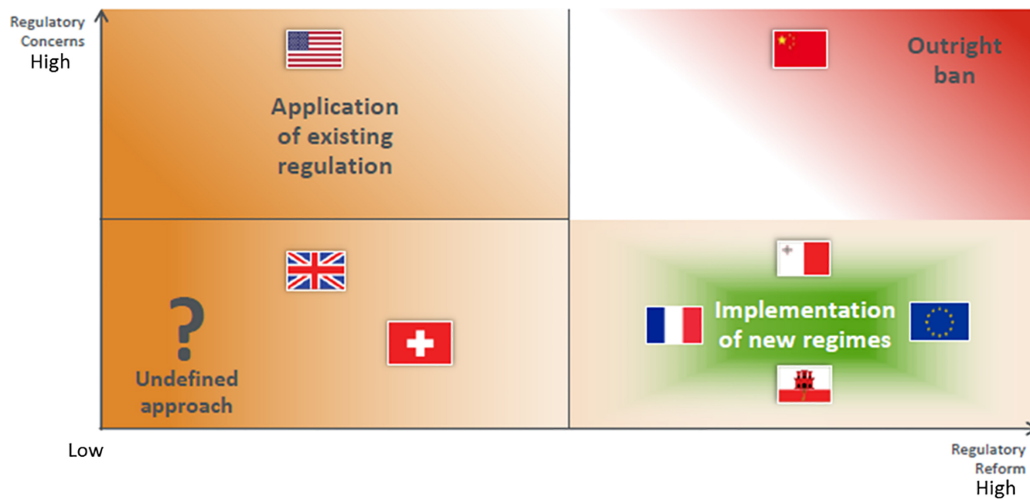 Regulatory
Concerns
High
Outright
ban
Application
of existing
regulation
?
Undefined
approach
Implementation
of new regimes
Low
Regulatory
Reform
High